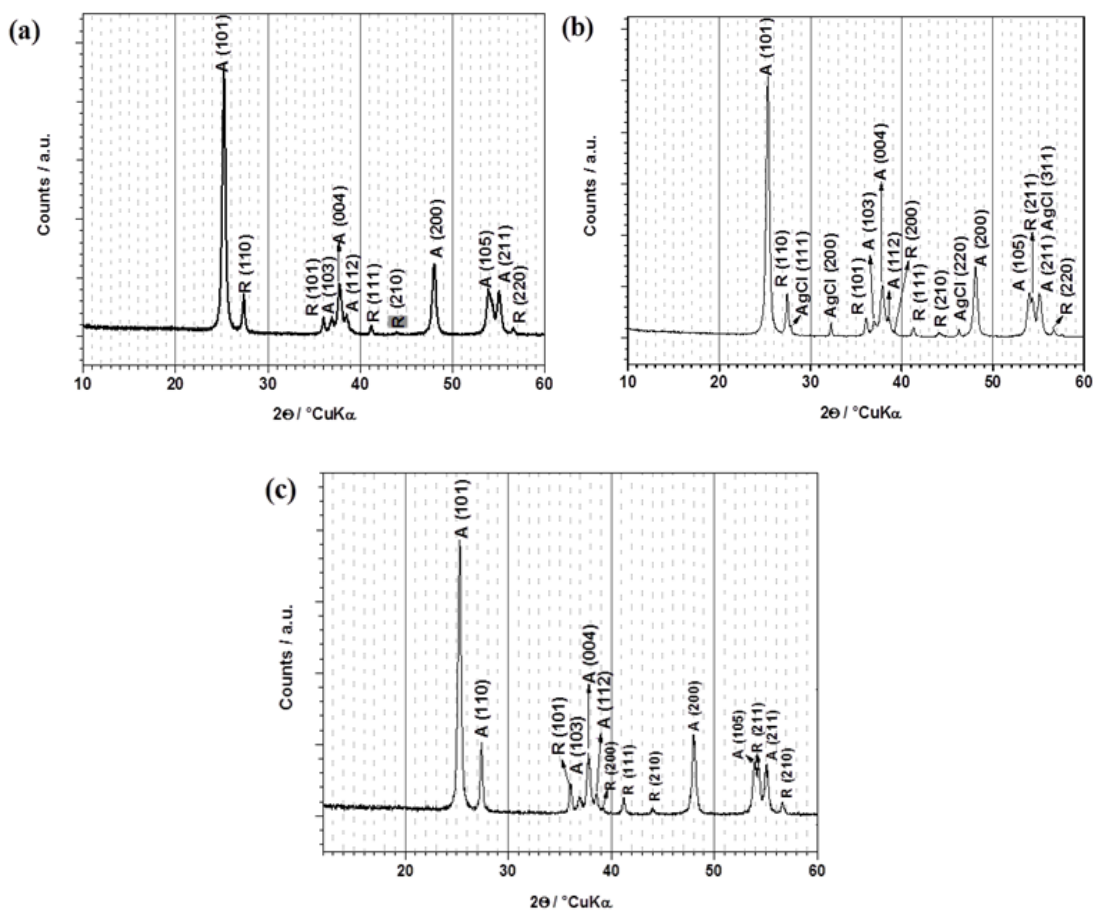 (a)
Counts / a.u.
A (101)
R (110)
R (101)
A (103)
A (004)
A (112)
R (111)
R (210)
A (200)
A (105)
A (211)
R (220)
10 20 30 40 50 60
2Θ / °CuKα
(b)
Counts / a.u.
A (101)
R (110)
AgCl (111)
AgCl (200)
R (101)
A (103)
A (004)
A (112)
R (200)
R (111)
R (210)
AgCl (220)
A (200)
A (105)
R (211)
A (211) AgCl (311)
R (220)
10 20 30 40 50 60
2Θ / °CuKα
(c)
Counts / a.u.
A (101)
A (110)
R (101)
A (103)
A (004)
A (112)
R (200)
R (111)
R (210)
A (200)
A (105)
R (211)
A (211)
R (210)
20 30 40 50 60
2Θ / °CuKα